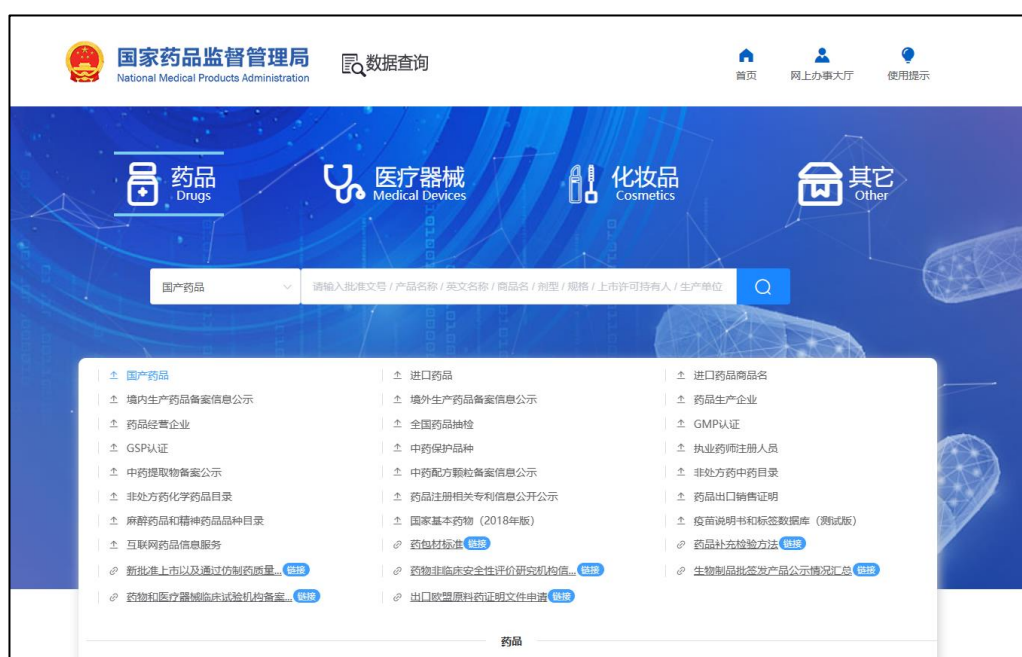 国家药品监督管理局
National Medical Products Administration
数据查询
首页 网上办事大厅 使用提示
药品 医疗器械 化妆品 其它
Drugs Medical Devices Cosmetics Other
国产药品 请输入批准文号 / 产品名称 / 英文名称 / 商品名 / 剂型 / 规格 / 上市许可持有人 / 生产单位
国产药品 进口药品 进口药品商品名
境内生产药品备案信息公示 境外生产药品备案信息公示 药品生产企业
药品经营企业 全国药品抽检 GMP认证
GSP认证 中药保护品种 执业药师注册人员
中药提取物备案公示 中药配方颗粒备案信息公示 非处方药中药目录
非处方药化学药品目录 药品注册相关专利信息公开公示 药品出口销售证明
麻醉药品和精神药品品种目录 国家基本药物（2018年版） 疫苗说明书和标签数据库（测试版）
互联网药品信息服务 药包材标准 链接 药品补充检验方法 链接
新批准上市以及通过仿制药质量... 链接 药物非临床安全性评价研究机构信... 链接 生物制品批签发产品公示情况汇总 链接
药物和医疗器械临床试验机构备案... 链接 出口欧盟原料药证明文件申请 链接
药品